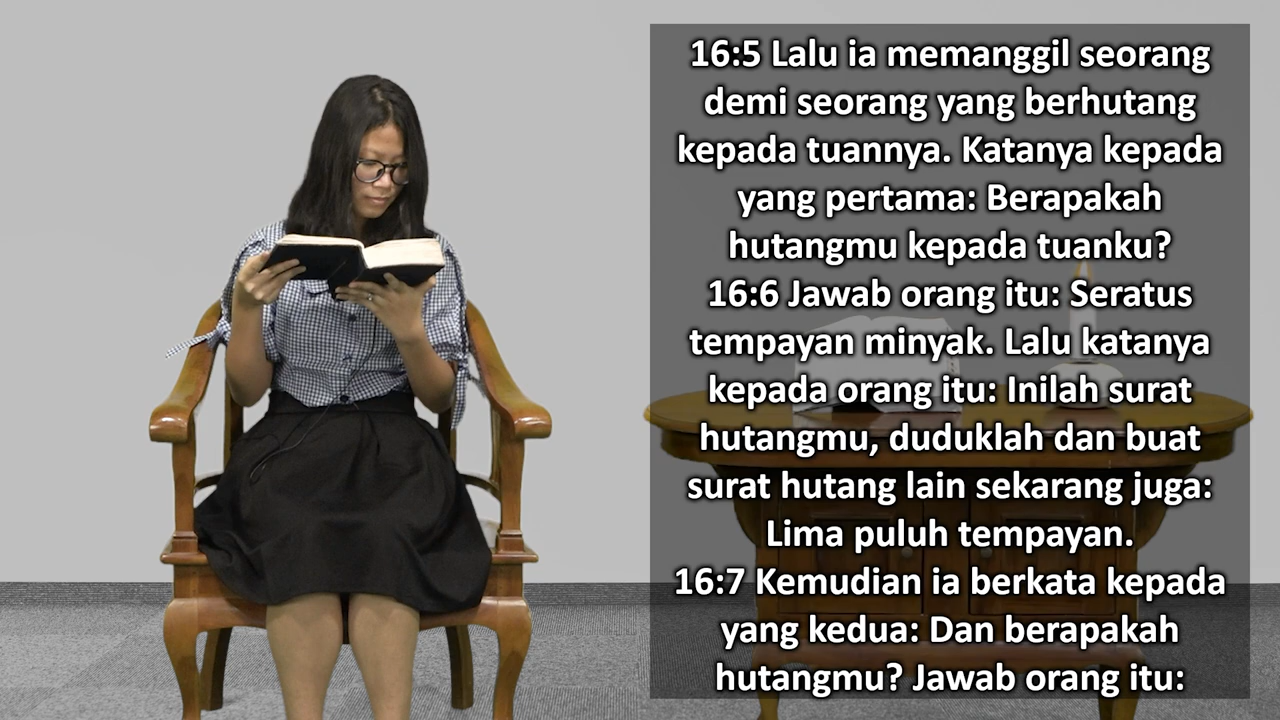 16:5 Lalu ia memanggil seorang
demi seorang yang berhutang
kepada tuannya. Katanya kepada
yang pertama: Berapakah
hutangmu kepada tuanku?
16:6 Jawab orang itu: Seratus
tempayan minyak. Lalu katanya
kepada orang itu: Inilah surat
hutangmu, duduklah dan buat
surat hutang lain sekarang juga:
Lima puluh tempayan.
16:7 Kemudian ia berkata kepada
yang kedua: Dan berapakah
hutangmu? Jawab orang itu: